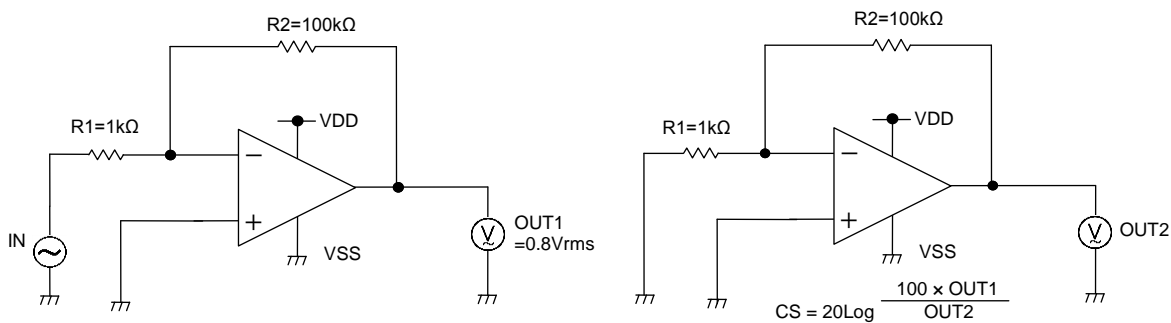 R2=100kΩ
R1=1kΩ
VDD
IN
VSS
OUT1
=0.8Vrms
R2=100kΩ
R1=1kΩ
VDD
VSS
OUT2
CS = 20Log 100 × OUT1 / OUT2